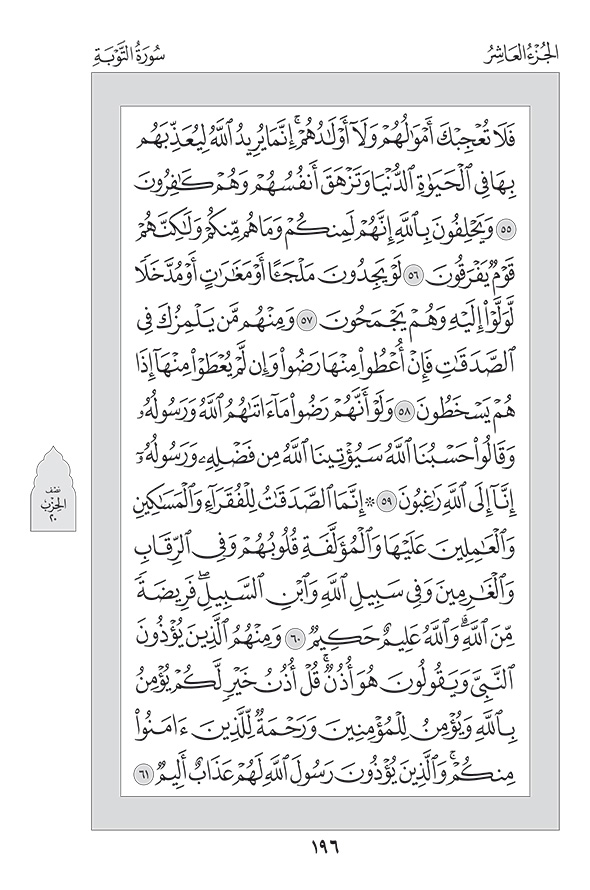 الجُزْءُ العَاشِرُ
سُورَةُ التَّوْبَةِ
فَلَا تُعْجِبْكَ أَمْوَٰلُهُمْ وَلَآ أَوْلَٰدُهُمْۚ إِنَّمَا يُرِيدُ ٱللَّهُ لِيُعَذِّبَهُم
بِهَا فِي ٱلْحَيَوٰةِ ٱلدُّنْيَا وَتَزْهَقَ أَنفُسُهُمْ وَهُمْ كَٰفِرُونَ
٥٥ وَيَحْلِفُونَ بِٱللَّهِ إِنَّهُمْ لَمِنكُمْ وَمَا هُم مِّنكُمْ وَلَٰكِنَّهُمْ
قَوْمٌ يَفْرَقُونَ ٥٦ لَوْ يَجِدُونَ مَلْجَـًٔا أَوْ مَغَٰرَٰتٍ أَوْ مُدَّخَلًا
لَّوَلَّوْا۟ إِلَيْهِ وَهُمْ يَجْمَحُونَ ٥٧ وَمِنْهُم مَّن يَلْمِزُكَ فِي
ٱلصَّدَقَٰتِ فَإِنْ أُعْطُوا۟ مِنْهَا رَضُوا۟ وَإِن لَّمْ يُعْطَوْا۟ مِنْهَآ إِذَا
هُمْ يَسْخَطُونَ ٥٨ وَلَوْ أَنَّهُمْ رَضُوا۟ مَآ ءَاتَىٰهُمُ ٱللَّهُ وَرَسُولُهُۥ
وَقَالُوا۟ حَسْبُنَا ٱللَّهُ سَيُؤْتِينَا ٱللَّهُ مِن فَضْلِهِۦ وَرَسُولُهُۥٓ
إِنَّآ إِلَى ٱللَّهِ رَٰغِبُونَ ٥٩ ۞ إِنَّمَا ٱلصَّدَقَٰتُ لِلْفُقَرَآءِ وَٱلْمَسَٰكِينِ
وَٱلْعَٰمِلِينَ عَلَيْهَا وَٱلْمُؤَلَّفَةِ قُلُوبُهُمْ وَفِي ٱلرِّقَابِ
وَٱلْغَٰرِمِينَ وَفِي سَبِيلِ ٱللَّهِ وَٱبْنِ ٱلسَّبِيلِۖ فَرِيضَةً
مِّنَ ٱللَّهِۗ وَٱللَّهُ عَلِيمٌ حَكِيمٌ ٦٠ وَمِنْهُمُ ٱلَّذِينَ يُؤْذُونَ
ٱلنَّبِيَّ وَيَقُولُونَ هُوَ أُذُنٌۚ قُلْ أُذُنُ خَيْرٍ لَّكُمْ يُؤْمِنُ
بِٱللَّهِ وَيُؤْمِنُ لِلْمُؤْمِنِينَ وَرَحْمَةٌ لِّلَّذِينَ ءَامَنُوا۟
مِنكُمْۚ وَٱلَّذِينَ يُؤْذُونَ رَسُولَ ٱللَّهِ لَهُمْ عَذَابٌ أَلِيمٌ ٦١
نِصْف
الحِزْب
٢٠
١٩٦